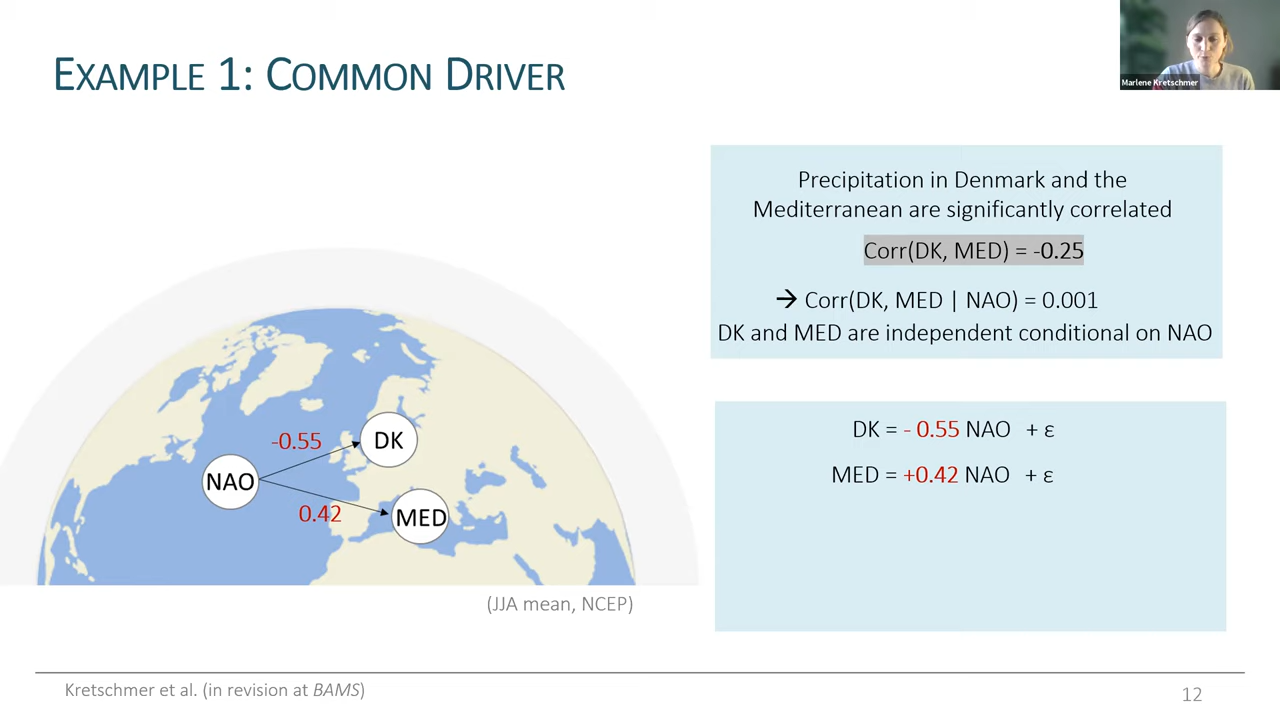 EXAMPLE 1: COMMON DRIVER
Marlene Kretschmer
Precipitation in Denmark and the
Mediterranean are significantly correlated
Corr(DK, MED) = -0.25
→ Corr(DK, MED | NAO) = 0.001
DK and MED are independent conditional on NAO
-0.55
DK
NAO
0.42
MED
DK = - 0.55 NAO + ε
MED = +0.42 NAO + ε
(JJA mean, NCEP)
Kretschmer et al. (in revision at BAMS)
12